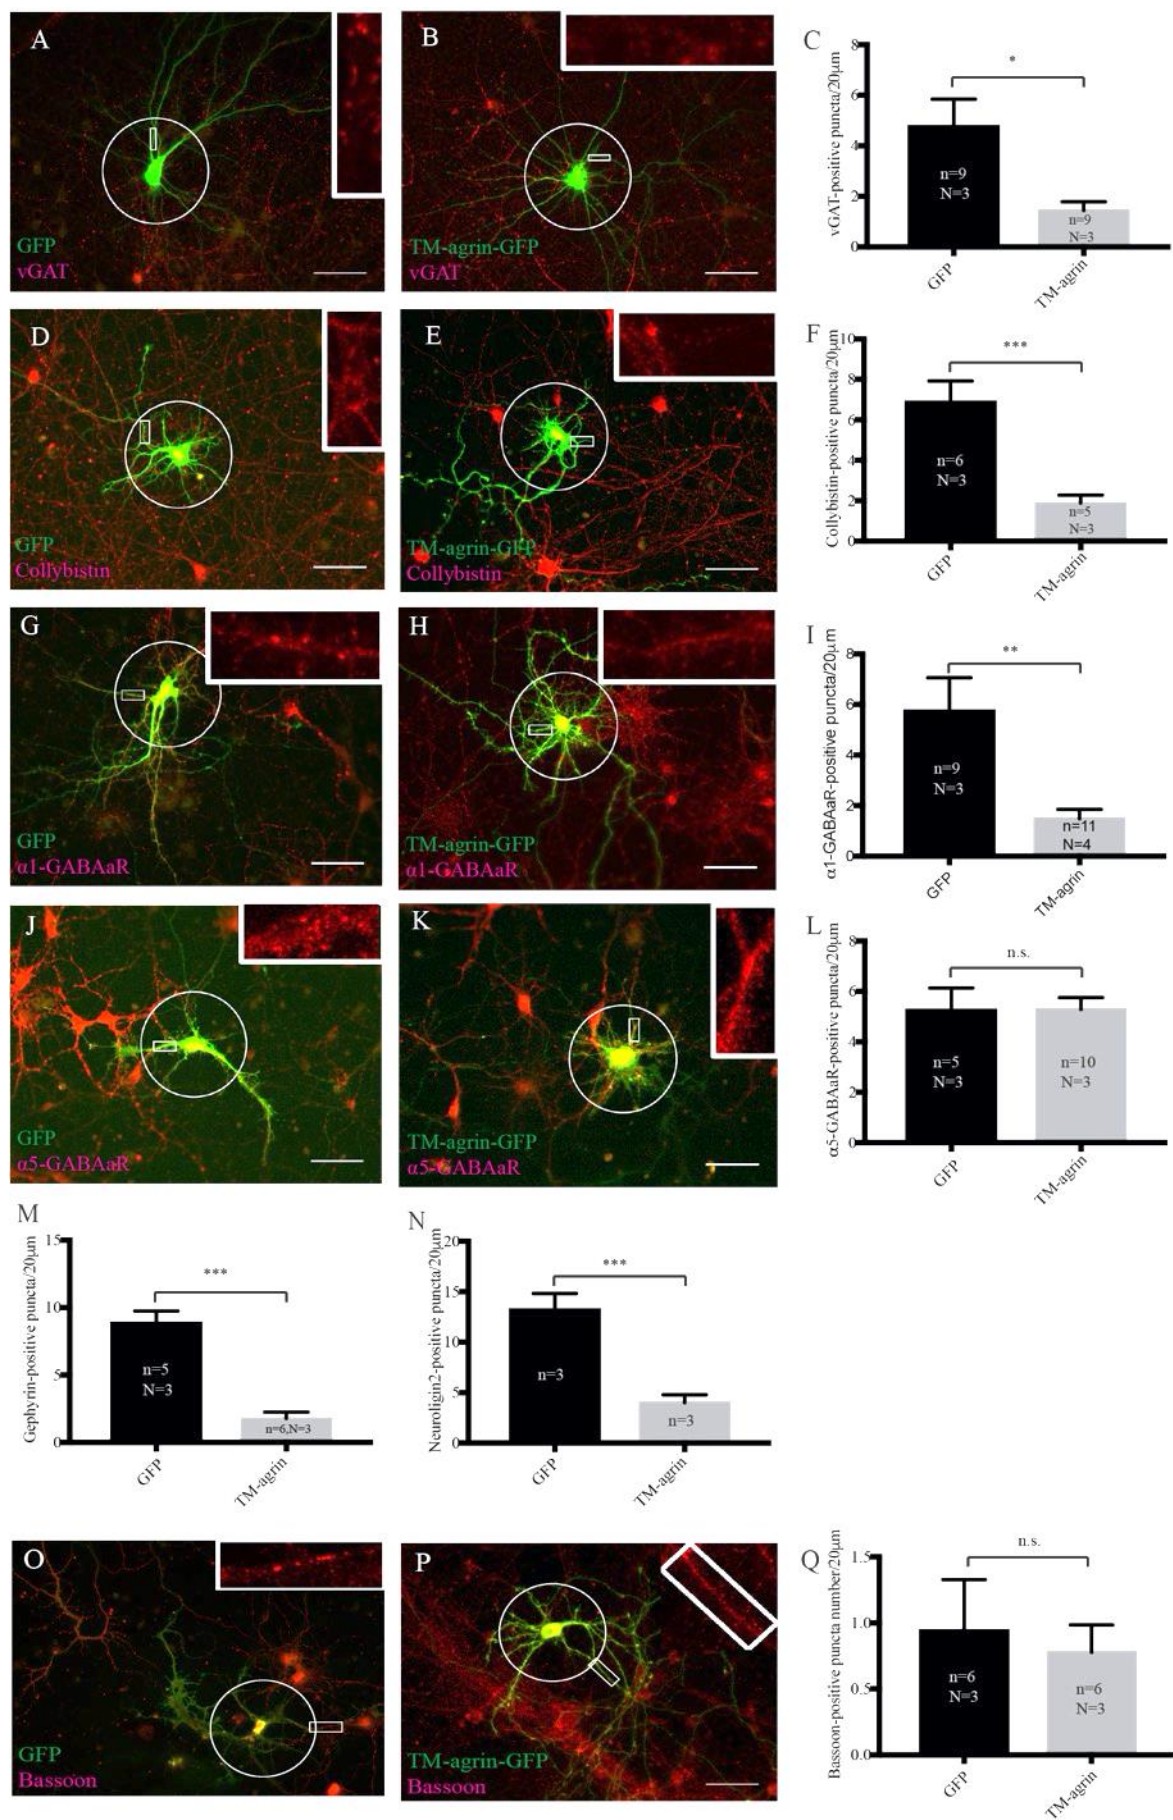 A
GFP
vGAT
B
TM-agrin-GFP
vGAT
C
vGAT-positive puncta/20μm
8
6
4
2
0
*
n=9
N=3
n=9
N=3
GFP
TM-agrin
D
GFP
Collybistin
E
TM-agrin-GFP
Collybistin
F
Collybistin-positive puncta/20μm
10
8
6
4
2
0
***
n=6
N=3
n=5
N=3
GFP
TM-agrin
G
GFP
α1-GABAaR
H
TM-agrin-GFP
α1-GABAaR
I
α1-GABAaR-positive puncta/20μm
8
6
4
2
0
**
n=9
N=3
n=11
N=4
GFP
TM-agrin
J
GFP
α5-GABAaR
K
TM-agrin-GFP
α5-GABAaR
L
α5-GABAaR-positive puncta/20μm
8
6
4
2
0
n.s.
n=5
N=3
n=10
N=3
GFP
TM-agrin
M
Gephyrin-positive puncta/20μm
15
10
5
0
***
n=5
N=3
n=6,N=3
GFP
TM-agrin
N
Neuroligin2-positive puncta/20μm
20
15
10
5
0
***
n=3
n=3
GFP
TM-agrin
O
GFP
Bassoon
P
TM-agrin-GFP
Bassoon
Q
Bassoon-positive puncta number/20μm
1.5
1.0
0.5
0.0
n.s.
n=6
N=3
n=6
N=3
GFP
TM-agrin